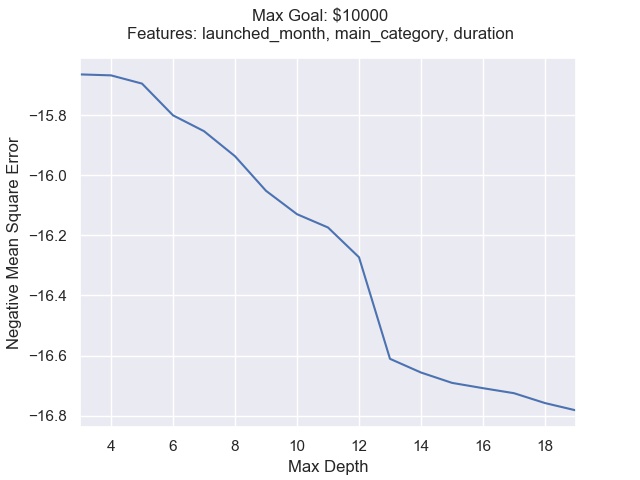 Max Goal: $10000
Features: launched_month, main_category, duration
Negative Mean Square Error
−15.8
−16.0
−16.2
−16.4
−16.6
−16.8
4 6 8 10 12 14 16 18
Max Depth